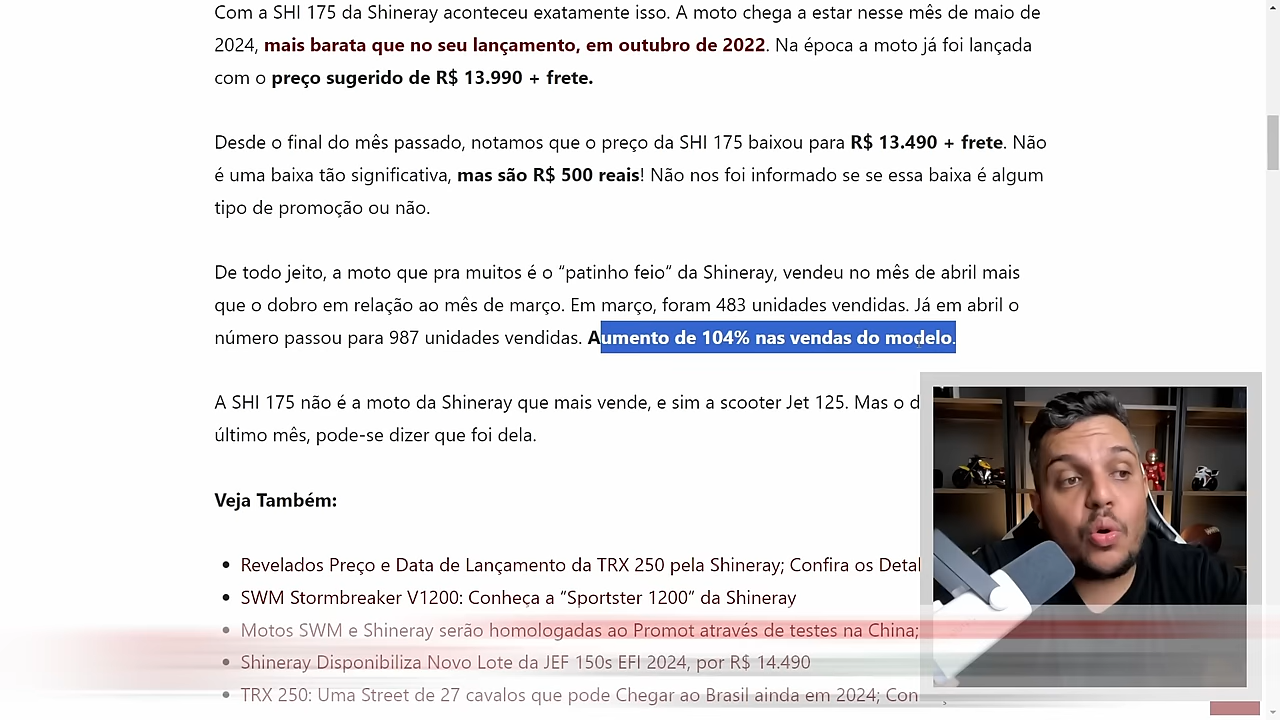 Com a SHI 175 da Shineray aconteceu exatamente isso. A moto chega a estar nesse mês de maio de
2024, mais barata que no seu lançamento, em outubro de 2022. Na época a moto já foi lançada
com o preço sugerido de R$ 13.990 + frete.
Desde o final do mês passado, notamos que o preço da SHI 175 baixou para R$ 13.490 + frete. Não
é uma baixa tão significativa, mas são R$ 500 reais! Não nos foi informado se se essa baixa é algum
tipo de promoção ou não.
De todo jeito, a moto que pra muitos é o “patinho feio” da Shineray, vendeu no mês de abril mais
que o dobro em relação ao mês de março. Em março, foram 483 unidades vendidas. Já em abril o
número passou para 987 unidades vendidas. Aumento de 104% nas vendas do modelo.
A SHI 175 não é a moto da Shineray que mais vende, e sim a scooter Jet 125. Mas o d
último mês, pode-se dizer que foi dela.
Veja Também:
• Revelados Preço e Data de Lançamento da TRX 250 pela Shineray; Confira os Detal
• SWM Stormbreaker V1200: Conheça a “Sportster 1200” da Shineray
• Motos SWM e Shineray serão homologadas ao Promot através de testes na China;
• Shineray Disponibiliza Novo Lote da JEF 150s EFI 2024, por R$ 14.490
• TRX 250: Uma Street de 27 cavalos que pode Chegar ao Brasil ainda em 2024; Con